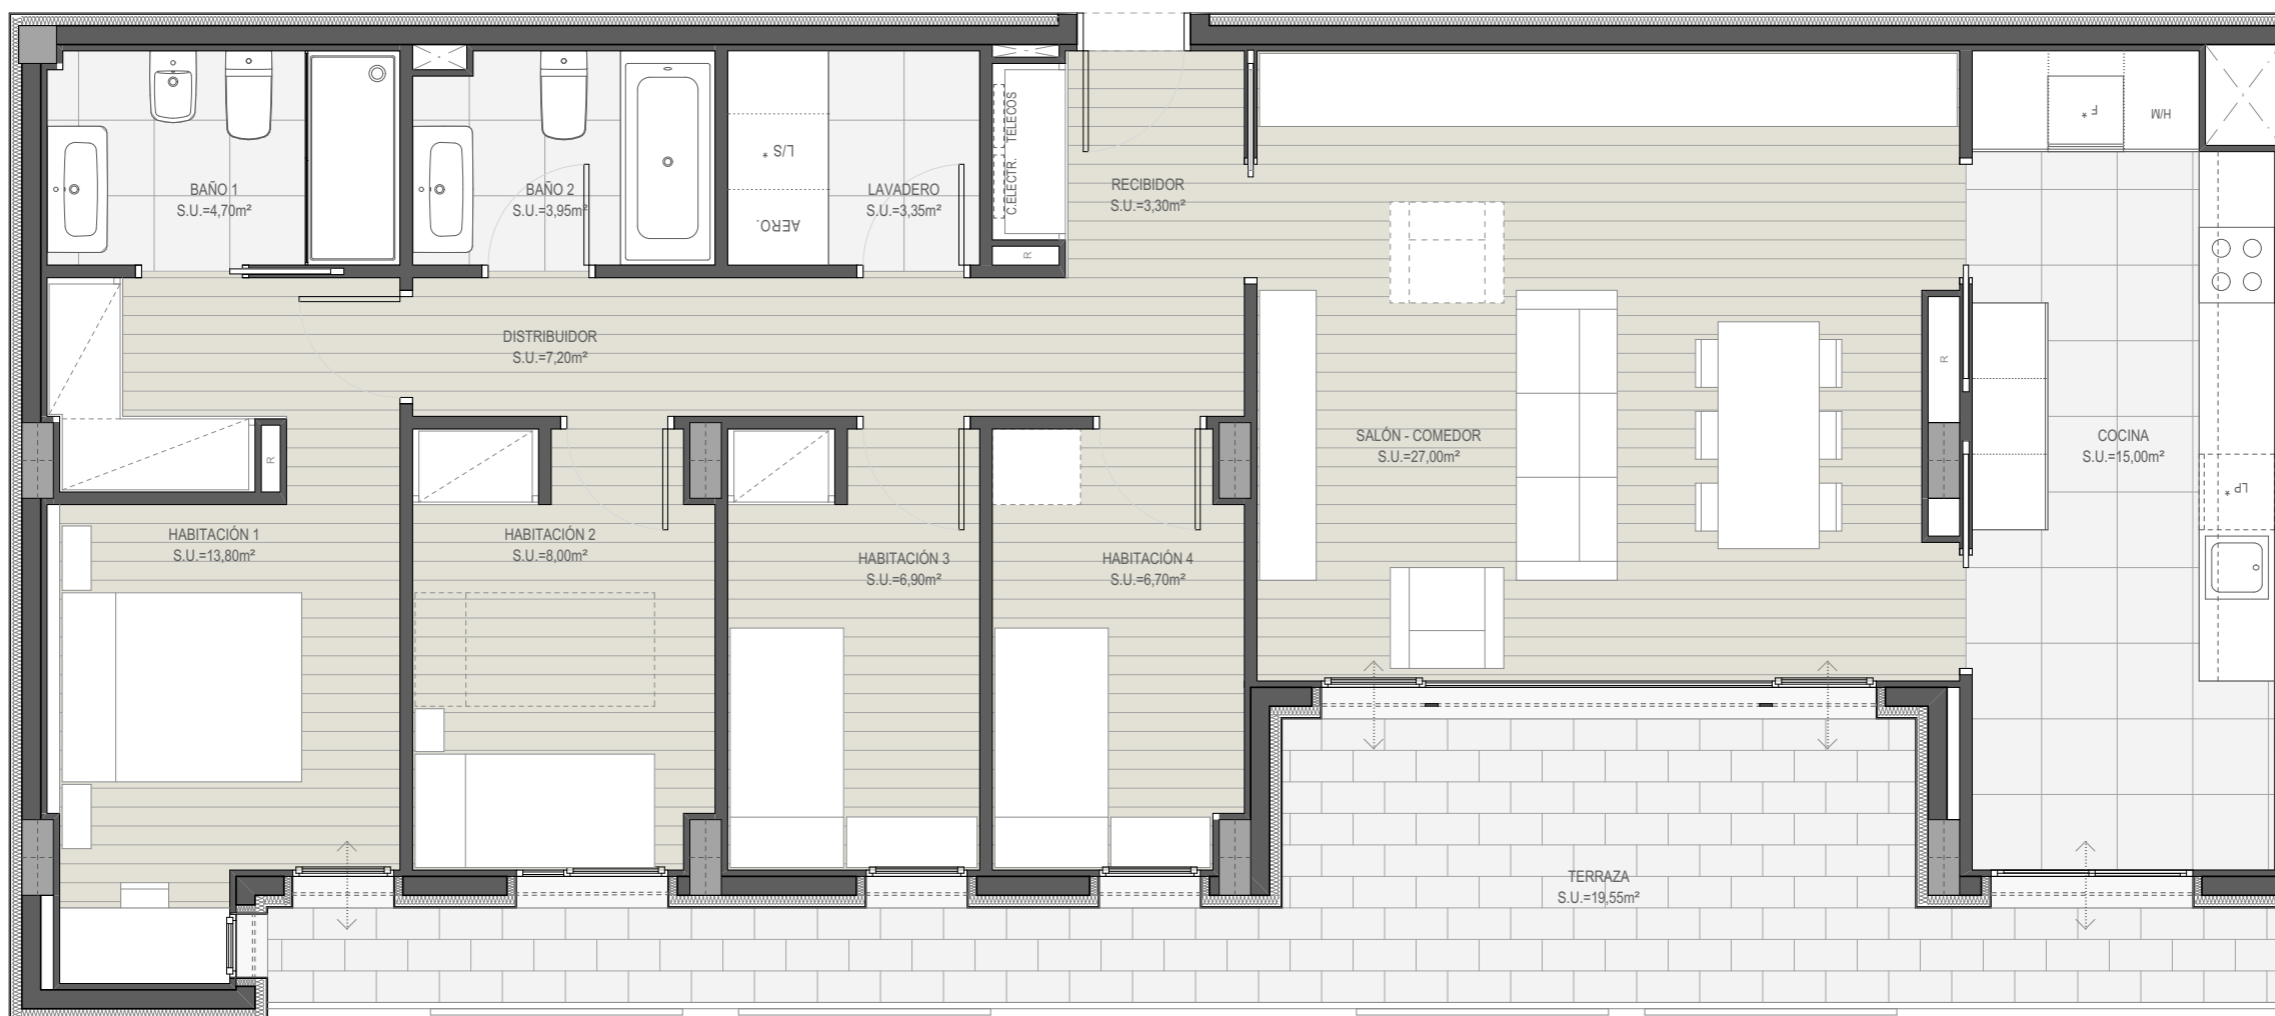 BAÑO 1
S.U.=4,70m²
BAÑO 2
S.U.=3,95m²
L/S *
AERO.
LAVADERO
S.U.=3,35m²
C.ELECTR. TELECOS
R
RECIBIDOR
S.U.=3,30m²
F *
H/M
DISTRIBUIDOR
S.U.=7,20m²
R
SALÓN - COMEDOR
S.U.=27,00m²
R
COCINA
S.U.=15,00m²
LP *
HABITACIÓN 1
S.U.=13,80m²
HABITACIÓN 2
S.U.=8,00m²
HABITACIÓN 3
S.U.=6,90m²
HABITACIÓN 4
S.U.=6,70m²
TERRAZA
S.U.=19,55m²